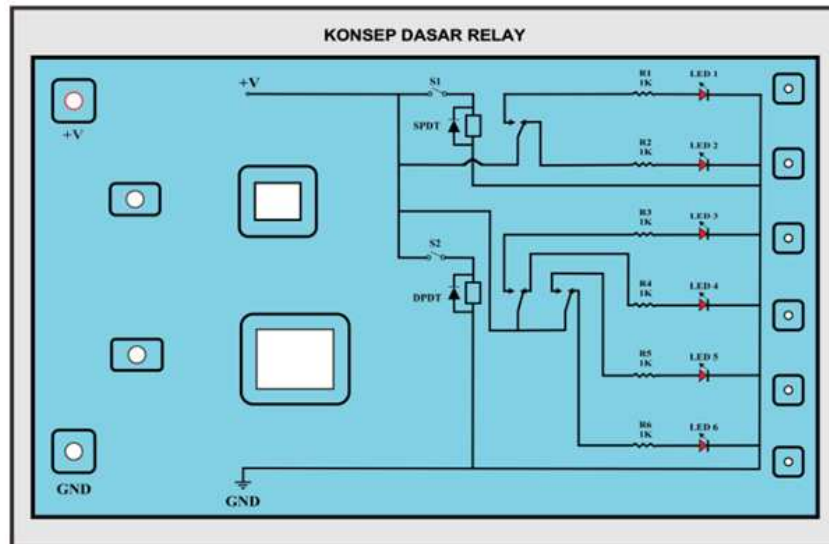 KONSEP DASAR RELAY
+V
+V
S1
SPDT
R1
1K
LED 1
R2
1K
LED 2
R3
1K
LED 3
S2
DPDT
R4
1K
LED 4
R5
1K
LED 5
R6
1K
LED 6
GND
GND